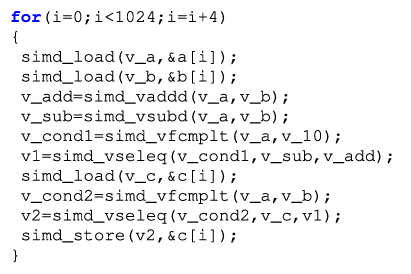 for(i=0;i<1024;i=i+4)
{
simd_load(v_a,&a[i]);
simd_load(v_b,&b[i]);
v_add=simd_vaddd(v_a,v_b);
v_sub=simd_vsubd(v_a,v_b);
v_cond1=simd_vfcmplt(v_a,v_10);
v1=simd_vseleq(v_cond1,v_sub,v_add);
simd_load(v_c,&c[i]);
v_cond2=simd_vfcmplt(v_a,v_b);
v2=simd_vseleq(v_cond2,v_c,v1);
simd_store(v2,&c[i]);
}